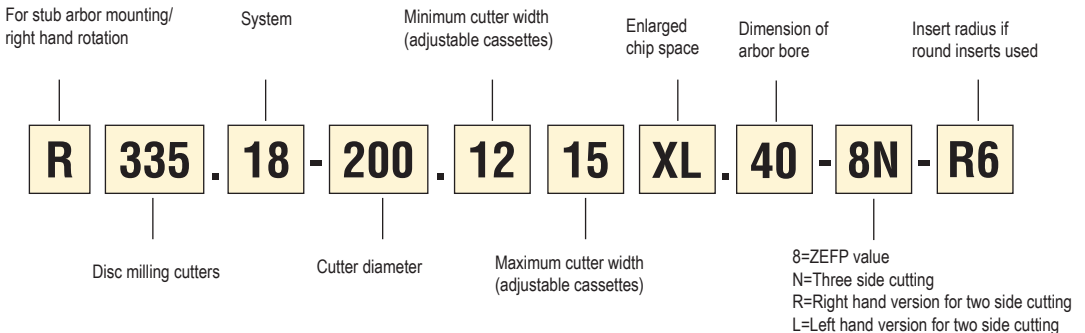 For stub arbor mounting/
right hand rotation
System
Minimum cutter width
(adjustable cassettes)
Enlarged
chip space
Dimension of
arbor bore
Insert radius if
round inserts used
R 335 . 18 - 200 . 12 15 XL . 40 - 8N - R6
Disc milling cutters
Cutter diameter
Maximum cutter width
(adjustable cassettes)
8=ZEFP value
N=Three side cutting
R=Right hand version for two side cutting
L=Left hand version for two side cutting